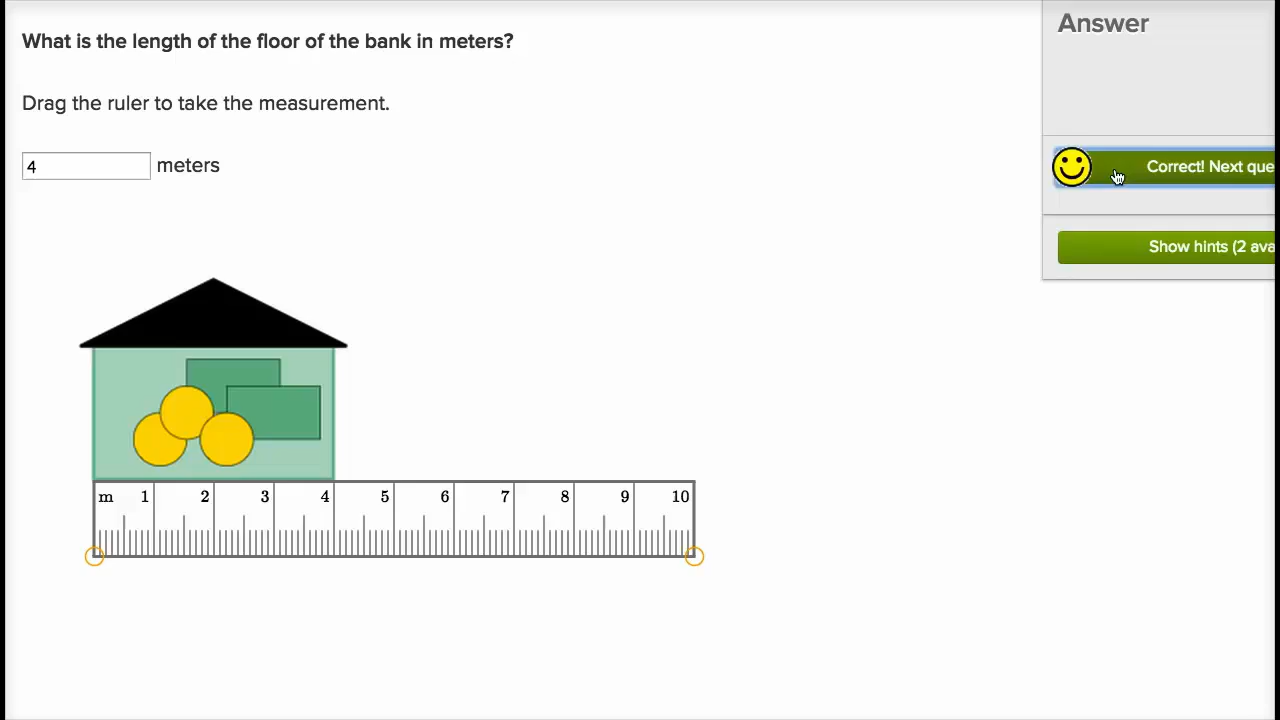 What is the length of the floor of the bank in meters?
Answer
Drag the ruler to take the measurement.
4 meters
Correct! Next que
Show hints (2 ava
m 1 2 3 4 5 6 7 8 9 10